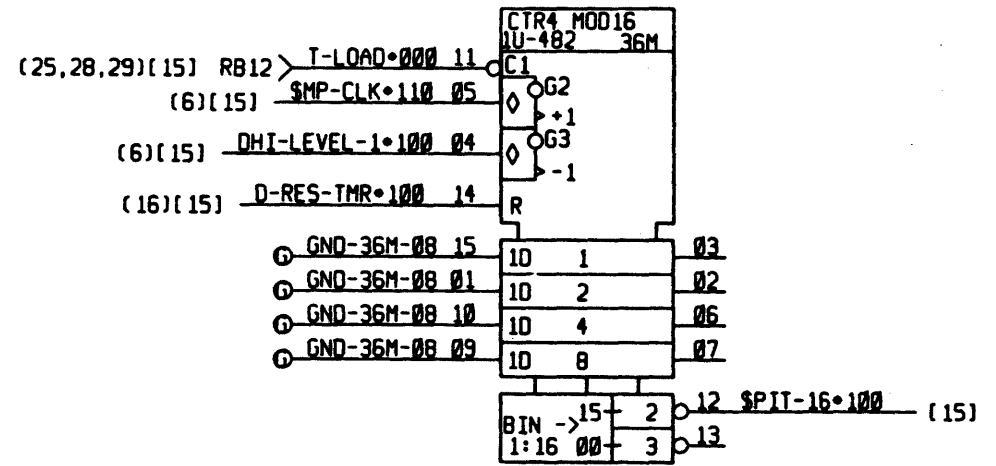 CTR4 MOD16
1U-482 36M
(25,28,29)[15] RB12 T-LOAD•000 11 C1
(6)[15] $MP-CLK•110 05 G2
+1
(6)[15] DHI-LEVEL-1•100 04 G3
-1
(16)[15] D-RES-TMR•100 14 R
G GND-36M-08 15 1D 1 03
G GND-36M-08 01 1D 2 02
G GND-36M-08 10 1D 4 06
G GND-36M-08 09 1D 8 07
BIN -> 15 2 12 $PIT-16•100 [15]
1:16 00 3 13